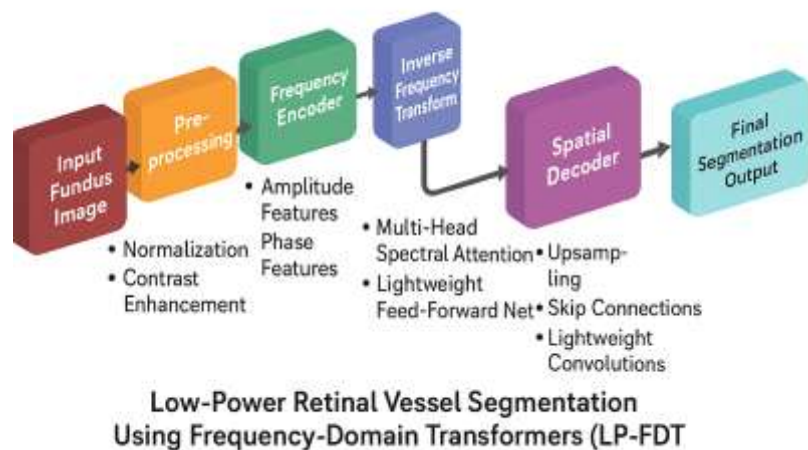 Input
Fundus
Image
Pre-
processing
Frequency
Encoder
Inverse
Frequency
Transform
Spatial
Decoder
Final
Segmentation
Output
• Normalization
• Contrast
Enhancement
• Amplitude
Features
Phase
Features
• Multi-Head
Spectral Attention
• Lightweight
Feed-Forward Net
• Upsamp-
ling
• Skip Connections
• Lightweight
Convolutions
Low-Power Retinal Vessel Segmentation
Using Frequency-Domain Transformers (LP-FDT